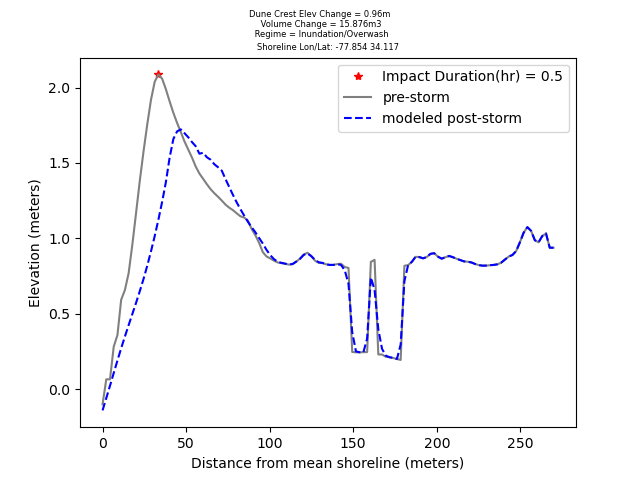 Dune Crest Elev Change = 0.96m
Volume Change = 15.876m3
Regime = Inundation/Overwash
Shoreline Lon/Lat: -77.854 34.117
Impact Duration(hr) = 0.5
pre-storm
modeled post-storm
Elevation (meters)
2.0
1.5
1.0
0.5
0.0
0 50 100 150 200 250
Distance from mean shoreline (meters)